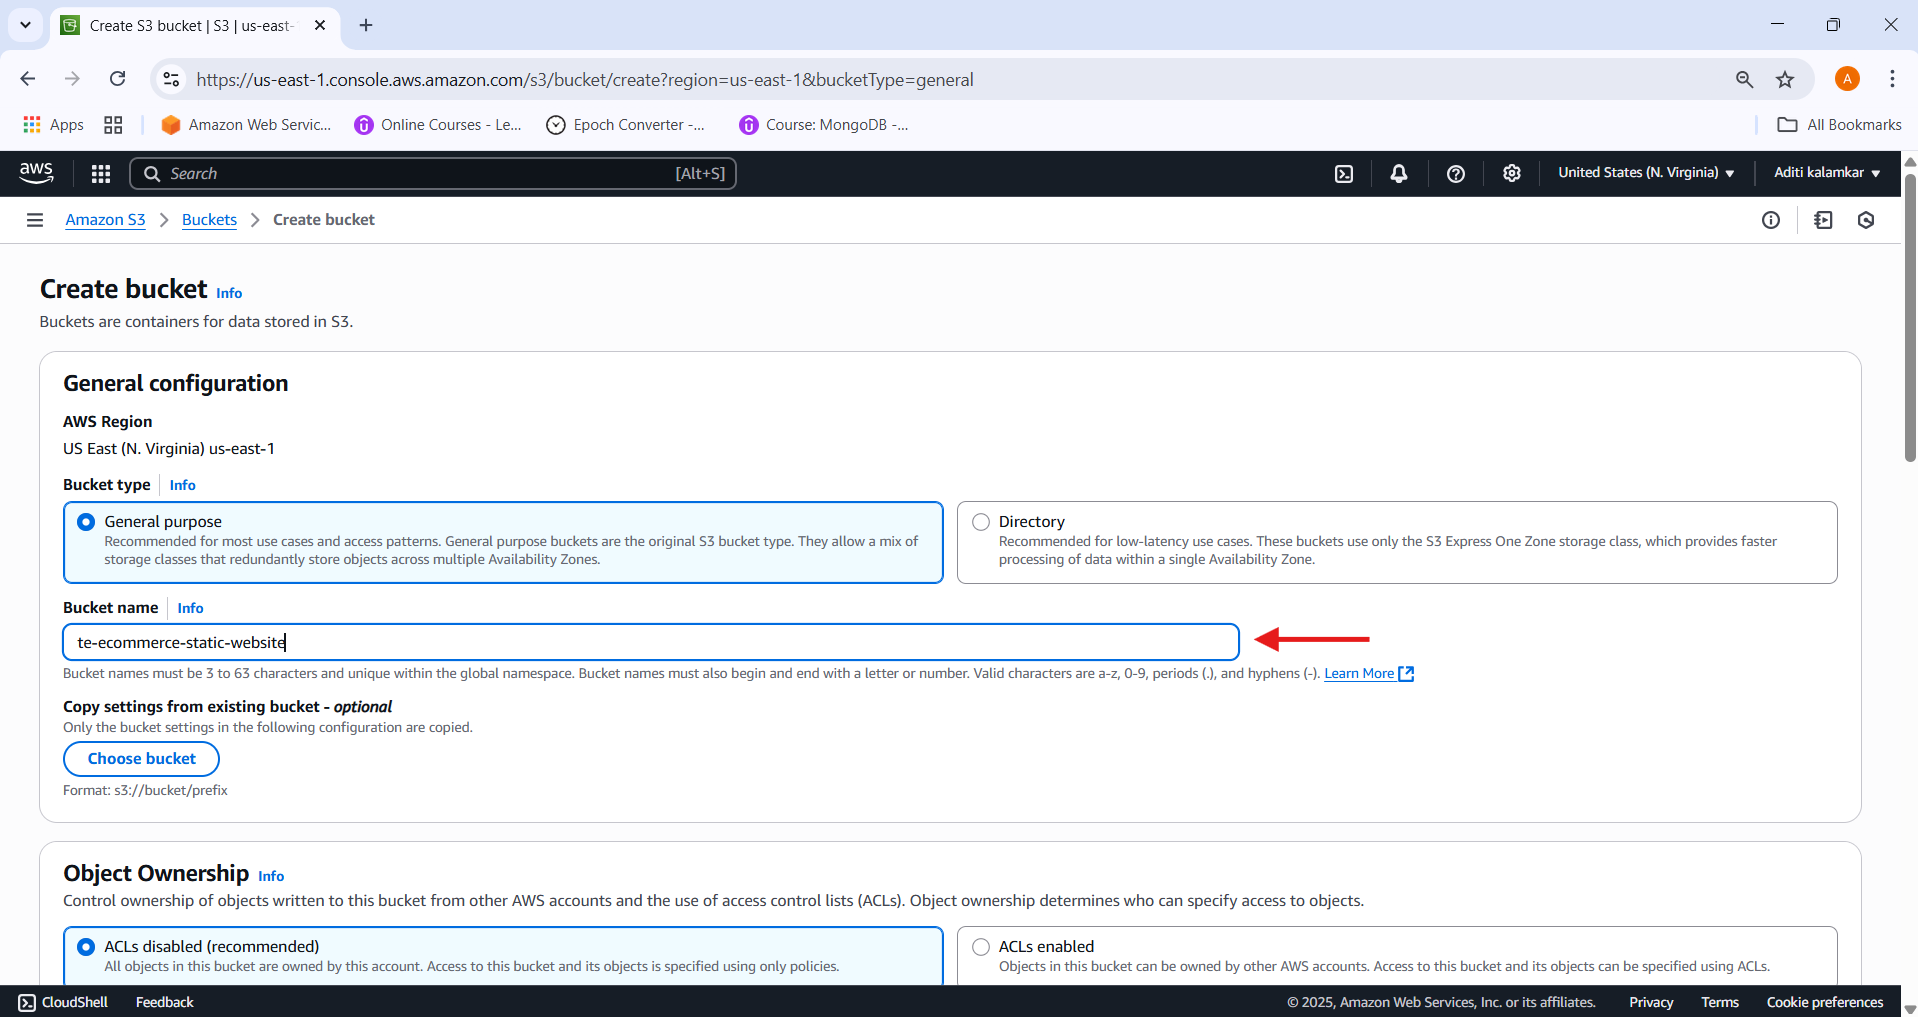 Create S3 bucket | S3 | us-east-
https://us-east-1.console.aws.amazon.com/s3/bucket/create?region=us-east-1&bucketType=general
A
Apps
Amazon Web Servic...
Online Courses - Le...
Epoch Converter -...
Course: MongoDB -...
All Bookmarks
aws
Search
[Alt+S]
United States (N. Virginia)
Aditi kalamkar
Amazon S3
Buckets
Create bucket
Create bucket Info
Buckets are containers for data stored in S3.
General configuration
AWS Region
US East (N. Virginia) us-east-1
Bucket type Info
General purpose
Recommended for most use cases and access patterns. General purpose buckets are the original S3 bucket type. They allow a mix of
storage classes that redundantly store objects across multiple Availability Zones.
Directory
Recommended for low-latency use cases. These buckets use only the S3 Express One Zone storage class, which provides faster
processing of data within a single Availability Zone.
Bucket name Info
te-ecommerce-static-website
Bucket names must be 3 to 63 characters and unique within the global namespace. Bucket names must also begin and end with a letter or number. Valid characters are a-z, 0-9, periods (.), and hyphens (-). Learn More
Copy settings from existing bucket - optional
Only the bucket settings in the following configuration are copied.
Choose bucket
Format: s3://bucket/prefix
Object Ownership Info
Control ownership of objects written to this bucket from other AWS accounts and the use of access control lists (ACLs). Object ownership determines who can specify access to objects.
ACLs disabled (recommended)
All objects in this bucket are owned by this account. Access to this bucket and its objects is specified using only policies.
ACLs enabled
Objects in this bucket can be owned by other AWS accounts. Access to this bucket and its objects can be specified using ACLs.
CloudShell
Feedback
© 2025, Amazon Web Services, Inc. or its affiliates.
Privacy
Terms
Cookie preferences